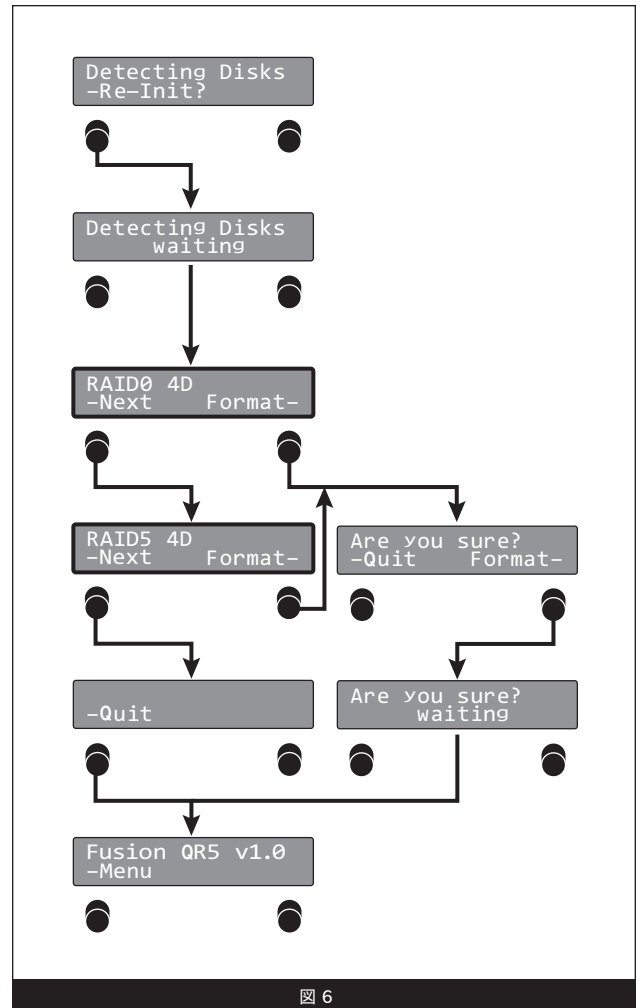 Detecting Disks
–Re–Init?
Detecting Disks
waiting
RAID0 4D
–Next Format–
RAID5 4D
–Next Format–
Are you sure?
–Quit Format–
–Quit
Are you sure?
waiting
Fusion QR5 v1.0
–Menu
図 6